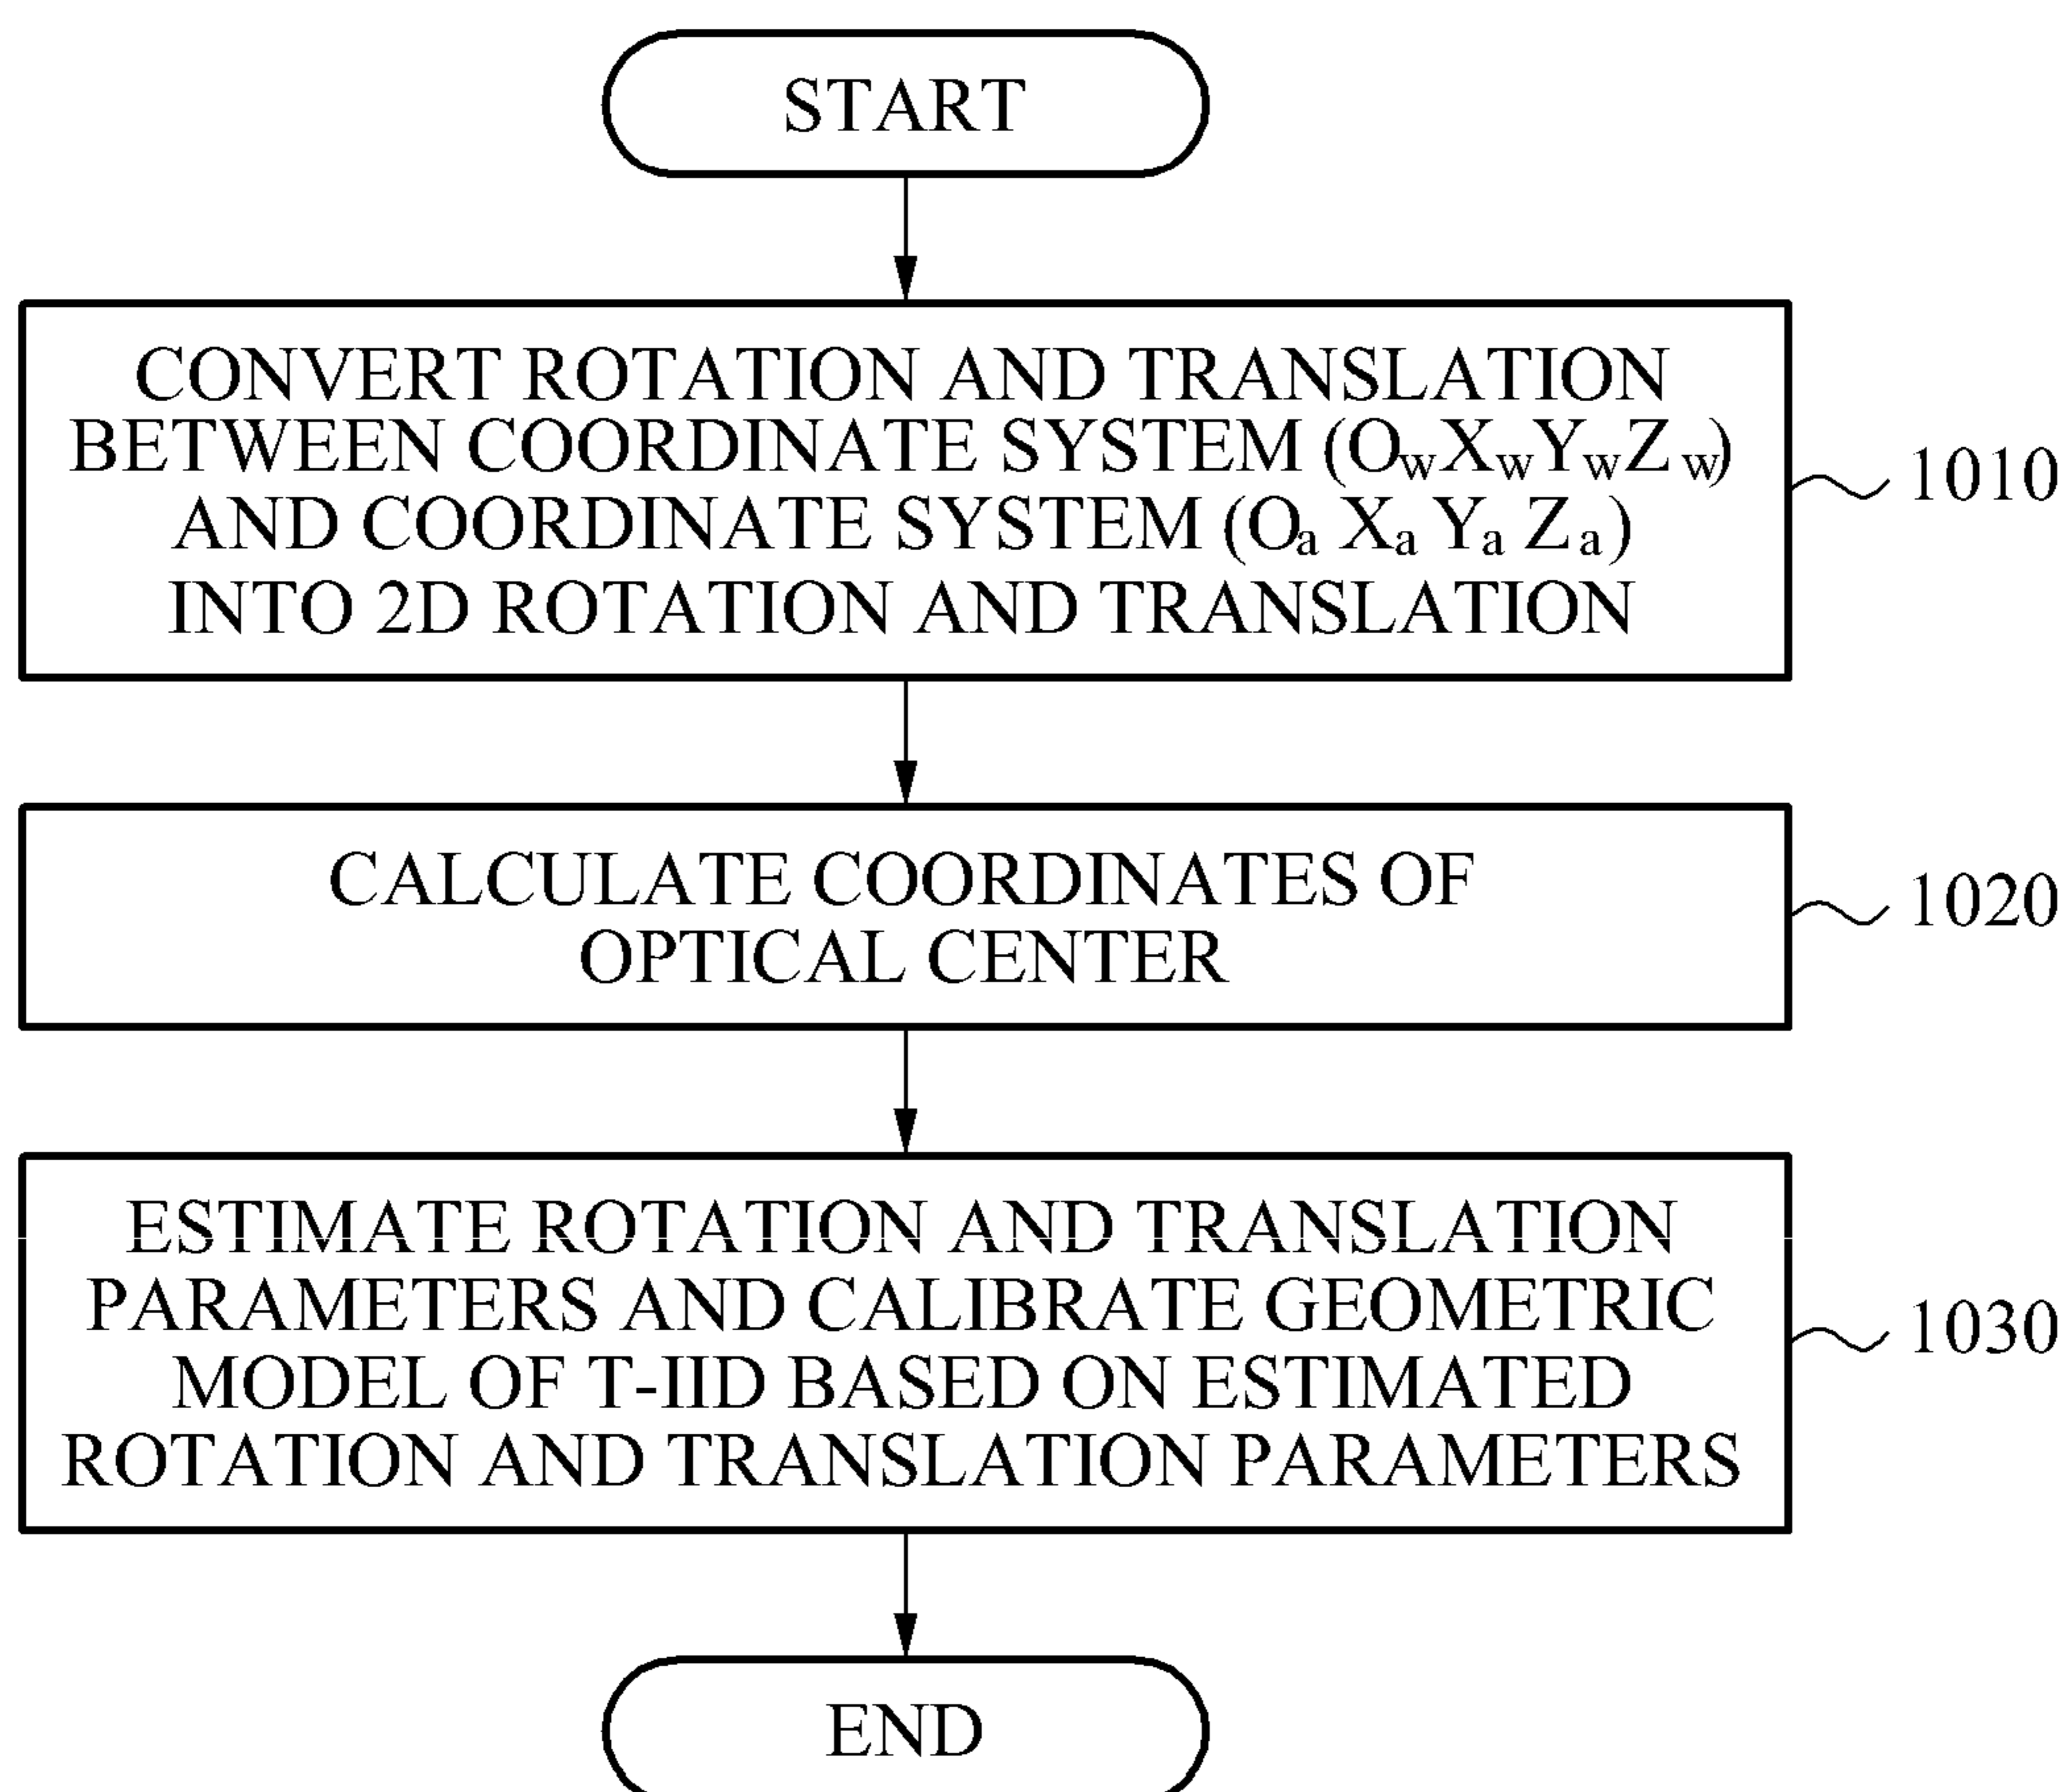 START
CONVERT ROTATION AND TRANSLATION
BETWEEN COORDINATE SYSTEM (OwXwYwZw)
AND COORDINATE SYSTEM (Oa Xa Ya Za)
INTO 2D ROTATION AND TRANSLATION
1010
CALCULATE COORDINATES OF
OPTICAL CENTER
1020
ESTIMATE ROTATION AND TRANSLATION
PARAMETERS AND CALIBRATE GEOMETRIC
MODEL OF T-IID BASED ON ESTIMATED
ROTATION AND TRANSLATION PARAMETERS
1030
END